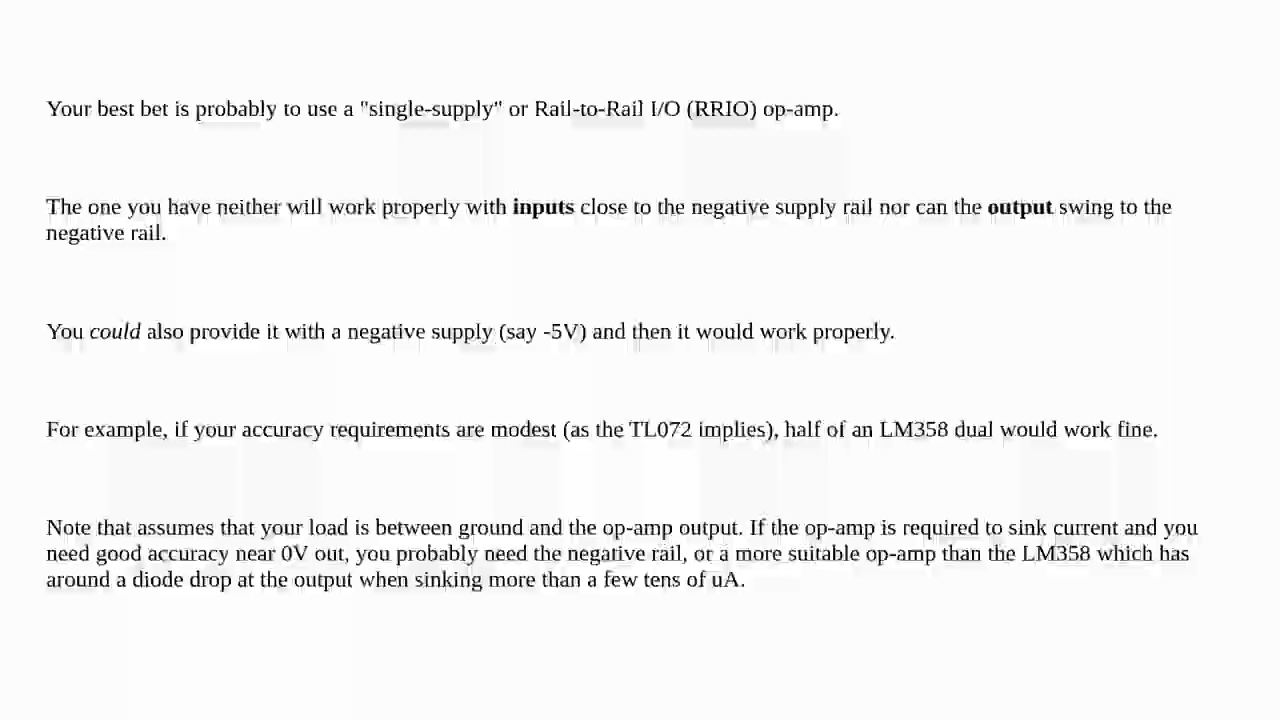 Your best bet is probably to use a "single-supply" or Rail-to-Rail I/O (RRIO) op-amp.
The one you have neither will work properly with inputs close to the negative supply rail nor can the output swing to the
negative rail.
You could also provide it with a negative supply (say -5V) and then it would work properly.
For example, if your accuracy requirements are modest (as the TL072 implies), half of an LM358 dual would work fine.
Note that assumes that your load is between ground and the op-amp output. If the op-amp is required to sink current and you
need good accuracy near 0V out, you probably need the negative rail, or a more suitable op-amp than the LM358 which has
around a diode drop at the output when sinking more than a few tens of uA.